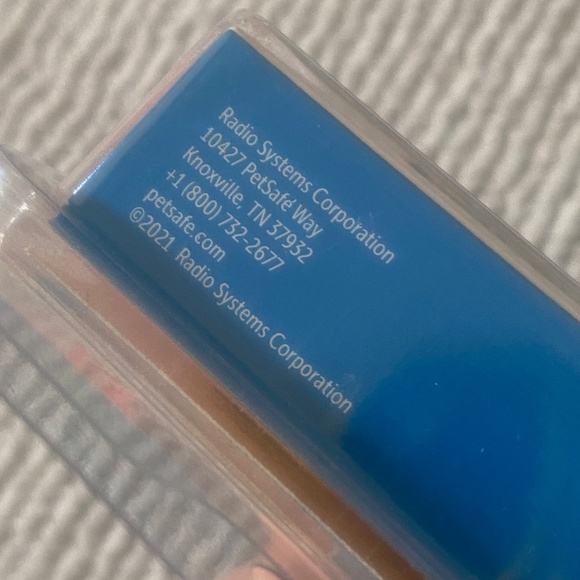 Radio Systems Corporation
10427 PetSafe Way
Knoxville, TN 37932
+1 (800) 732-2677
petsafe.com
©2021 Radio Systems Corporation